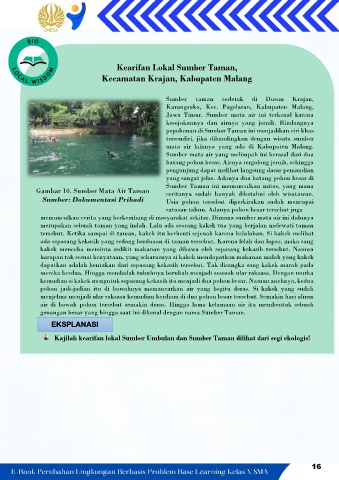 UNESA
BIO
LOCAL WISDOM
Kearifan Lokal Sumber Taman,
Kecamatan Krajan, Kabupaten Malang
Sumber taman terletak di Dusun Krajan,
Karangsuko, Kec. Pagelaran, Kabupaten Malang,
Jawa Timur. Sumber mata air ini terkenal karena
kesejukannya dan airnya yang jernih. Rindangnya
pepohonan di Sumber Taman ini menjadikan ciri khas
tersendiri, jika dibandingkan dengan wisata sumber
mata air lainnya yang ada di Kabupaten Malang.
Sumber mata air yang melimpah ini berasal dari dua
batang pohon besar. Airnya tergolong jernih, sehingga
pengunjung dapat melihat langsung dasar pemandian
yang sangat jelas. Adanya dua batang pohon besar di
Sumber Taman ini memunculkan mitos, yang mana
ceritanya sudah banyak diketahui oleh wisatawan.
Usia pohon tersebut diperkirakan sudah mencapai
ratusan tahun. Adanya pohon besar tersebut juga
Gambar 10. Sumber Mata Air Taman
Sumber: Dokumentasi Pribadi
memunculkan cerita yang berkembang di masyarakat sekitar. Dimana sumber mata air ini dulunya
merupakan sebuah taman yang indah. Lalu ada seorang kakek tua yang berjalan melewati taman
tersebut. Ketika sampai di taman, kakek itu berhenti sejenak karena kelelahan. Si kakek melihat
ada sepasang kekasih yang sedang berduaan di taman tersebut. Karena lelah dan lapar, maka sang
kakek mencoba meminta sedikit makanan yang dibawa oleh sepasang kekasih tersebut. Namun
harapan tak sesuai kenyataan, yang seharusnya si kakek mendapatkan makanan malah yang kakek
dapatkan adalah bentakan dari sepasang kekasih tersebut. Tak disangka sang kakek marah pada
mereka berdua. Hingga merubalah tubuhnya berubah menjadi seosok ular raksasa. Dengan murka
kemudian si kakek mengutuk sepasang kekasih itu menjadi dua pohon besar. Namun anehnya, kedua
pohon jadi-jadian itu di bawahnya memancarkan air yang begitu deras. Si kakek yang sudah
menjelma menjadi ular raksasa kemudian berdiam di dua pohon besar tersebut. Semakin hari aliran
air di bawah pohon tersebut semakin deras. Hingga lama kelamaan air itu membentuk sebuah
genangan besar yang hingga saat ini dikenal dengan nama Sumber Taman.
EKSPLANASI
Kajilah kearifan lokal Sumber Umbulan dan Sumber Taman dilihat dari segi ekologis!
16
E-Book Perubahan Lingkungan Berbasis Problem Base Learning Kelas X SMA